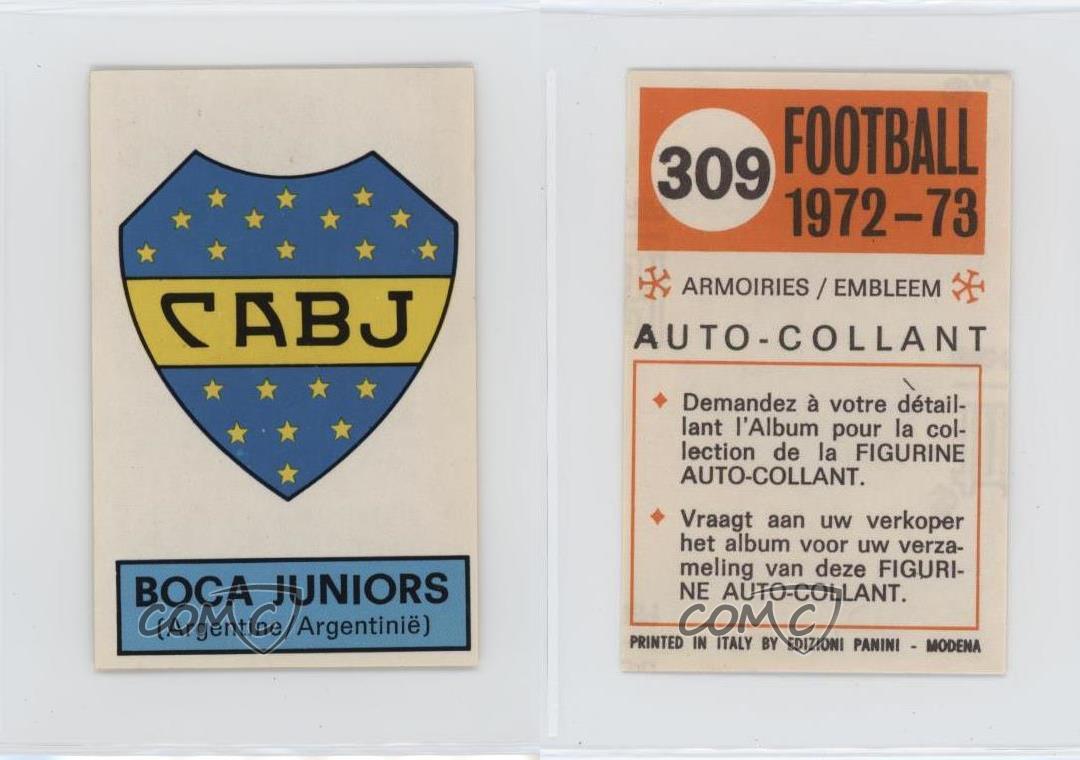 CABJ
BOCA JUNIORS
(Argentine/Argentinië)
COMC
309
FOOTBALL
1972-73
ARMOIRIES / EMBLEEM
AUTO-COLLANT
Demandez à votre détail-
lant l'Album pour la col-
lection de la FIGURINE
AUTO-COLLANT.
Vraagt aan uw verkoper
het album voor uw verza-
meling van deze FIGURI-
NE AUTO-COLLANT.
COMC
PRINTED IN ITALY BY EDIZIONI PANINI - MODENA